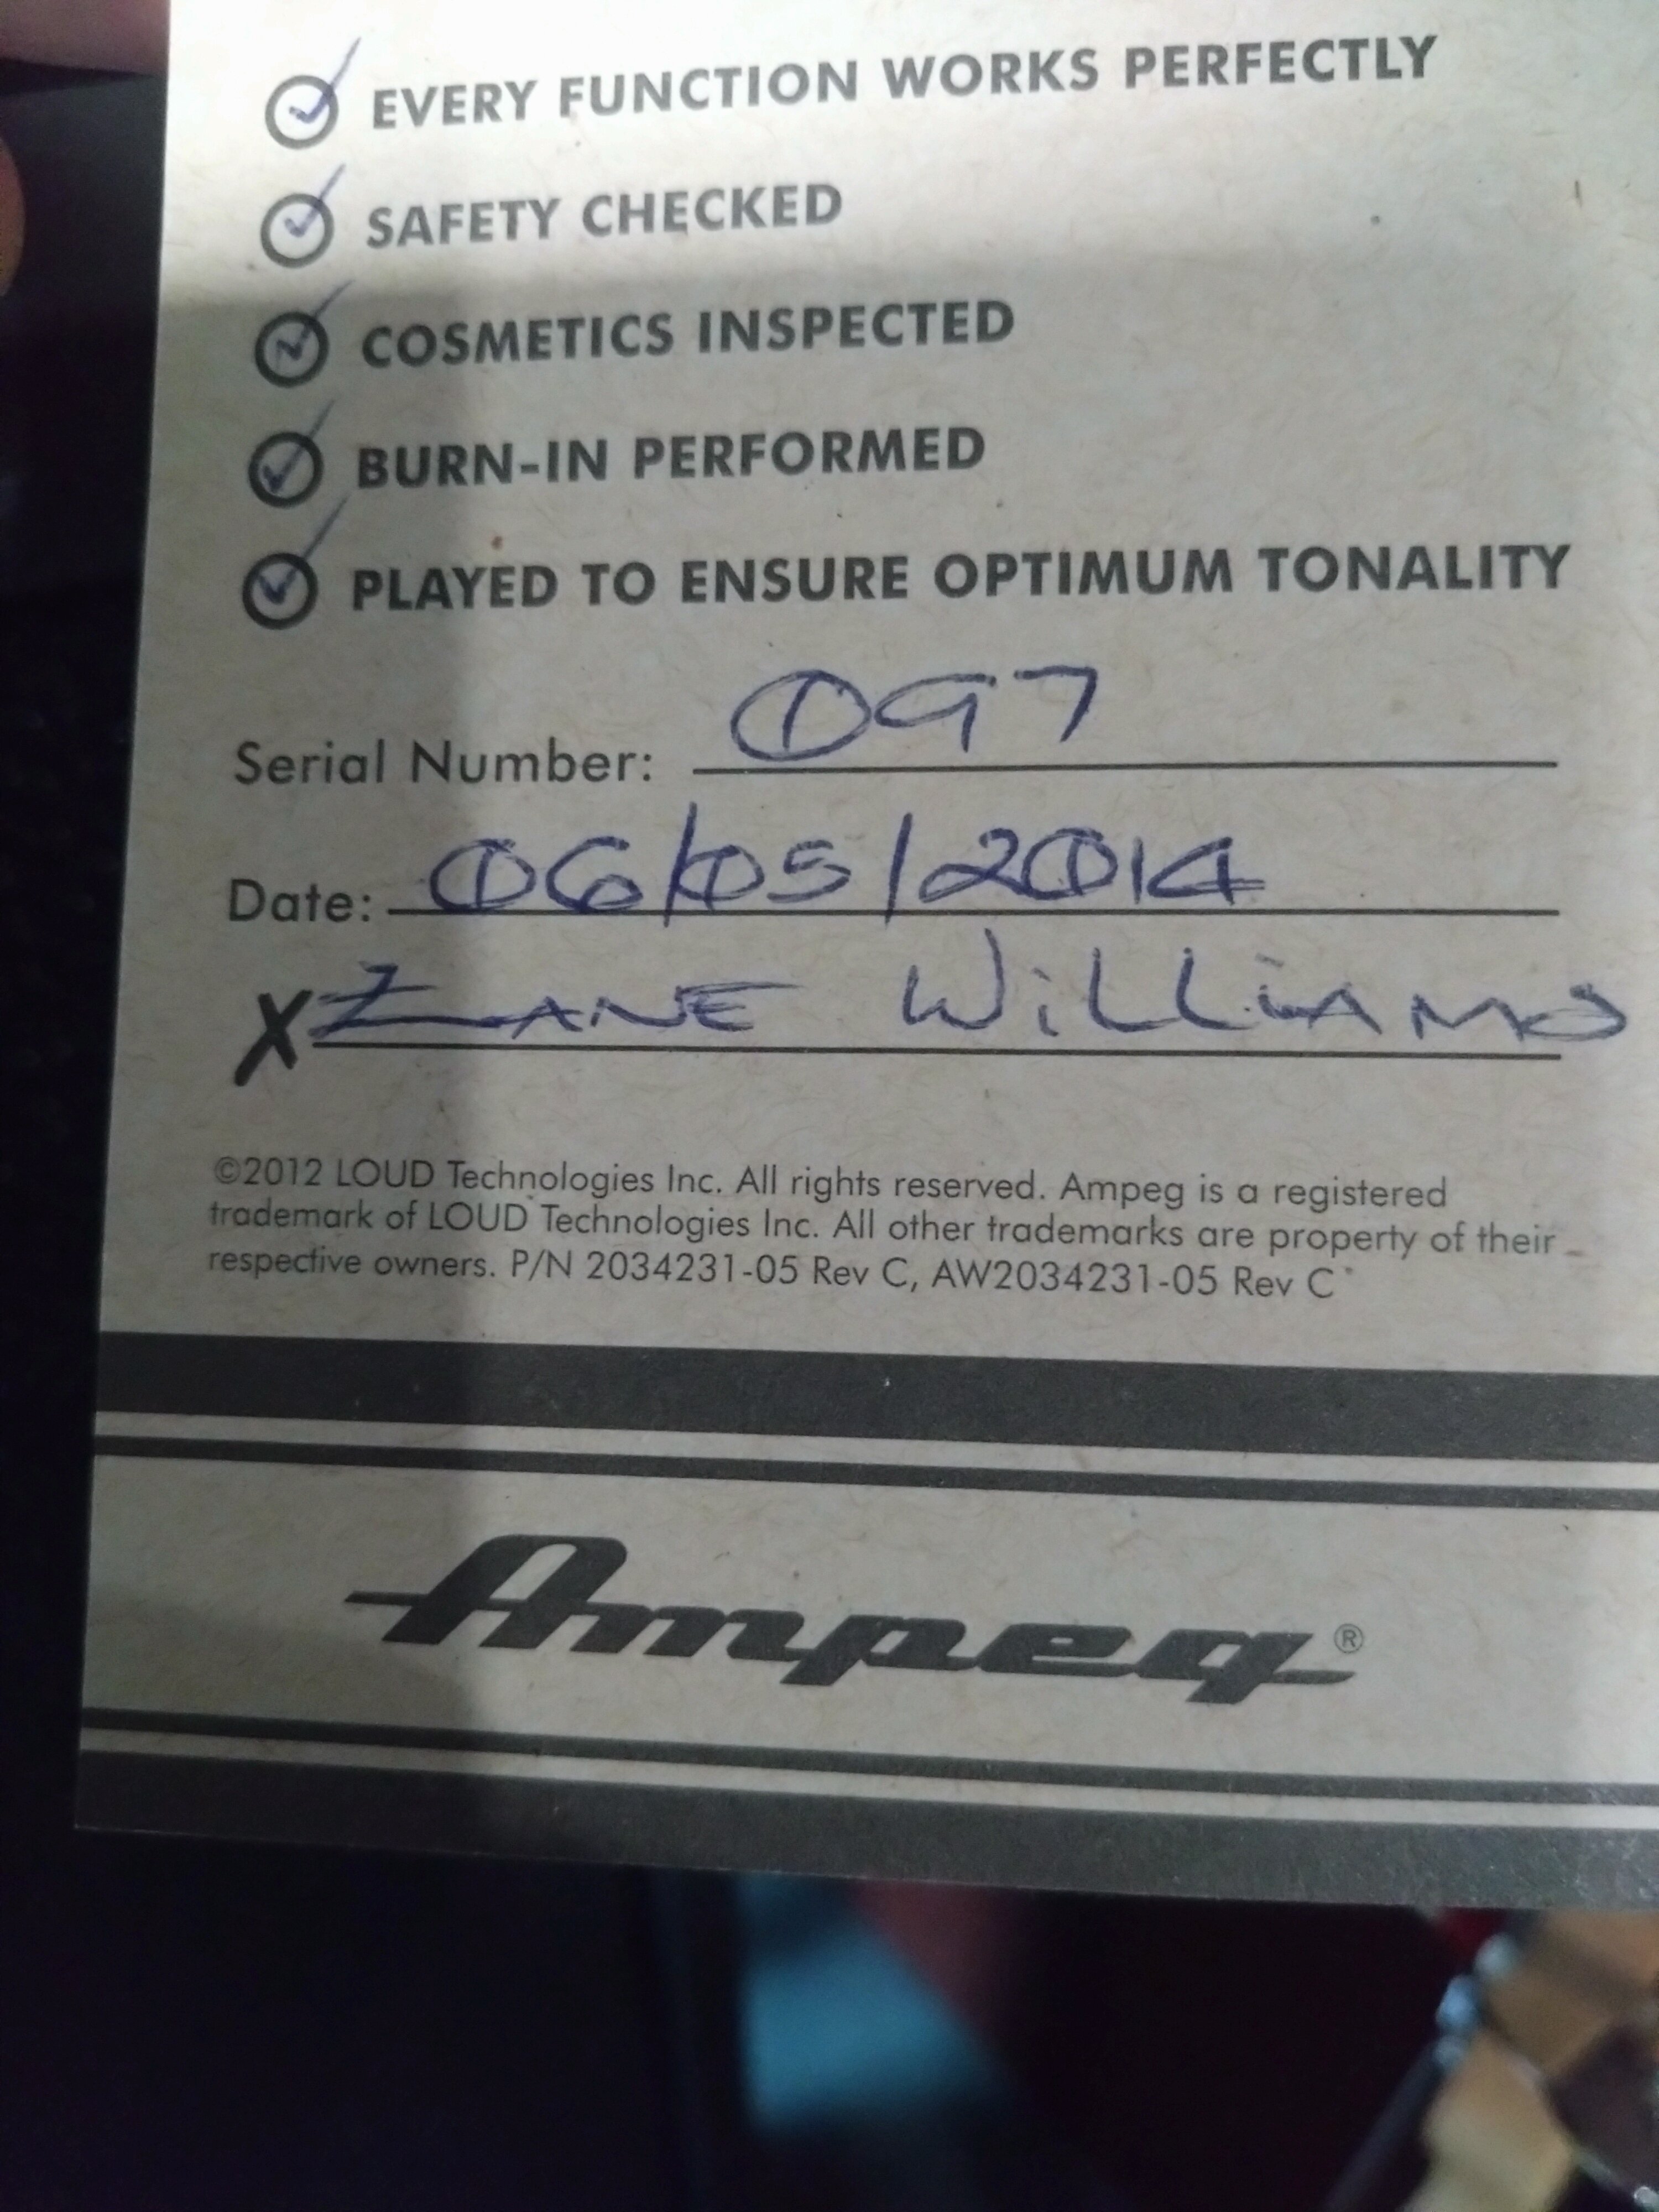 EVERY FUNCTION WORKS PERFECTLY
SAFETY CHECKED
COSMETICS INSPECTED
BURN-IN PERFORMED
PLAYED TO ENSURE OPTIMUM TONALITY
Serial Number: 097
Date: 06/05/2014
X ZANE WiLLiAMS
©2012 LOUD Technologies Inc. All rights reserved. Ampeg is a registered
trademark of LOUD Technologies Inc. All other trademarks are property of their
respective owners. P/N 2034231-05 Rev C, AW2034231-05 Rev C
Ampeg®